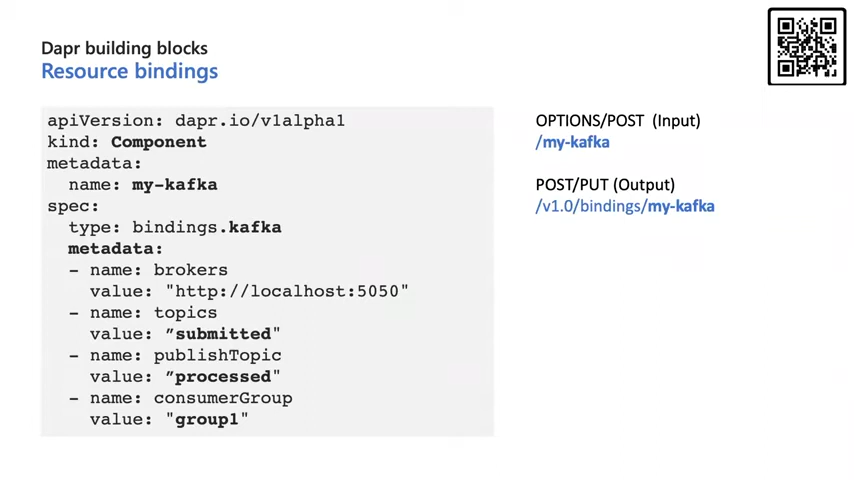 Dapr building blocks
Resource bindings
apiVersion: dapr.io/v1alpha1
kind: Component
metadata:
  name: my-kafka
spec:
  type: bindings.kafka
  metadata:
  - name: brokers
    value: "http://localhost:5050"
  - name: topics
    value: ”submitted"
  - name: publishTopic
    value: ”processed"
  - name: consumerGroup
    value: "group1"
OPTIONS/POST  (Input)
/my-kafka
POST/PUT (Output)
/v1.0/bindings/my-kafka